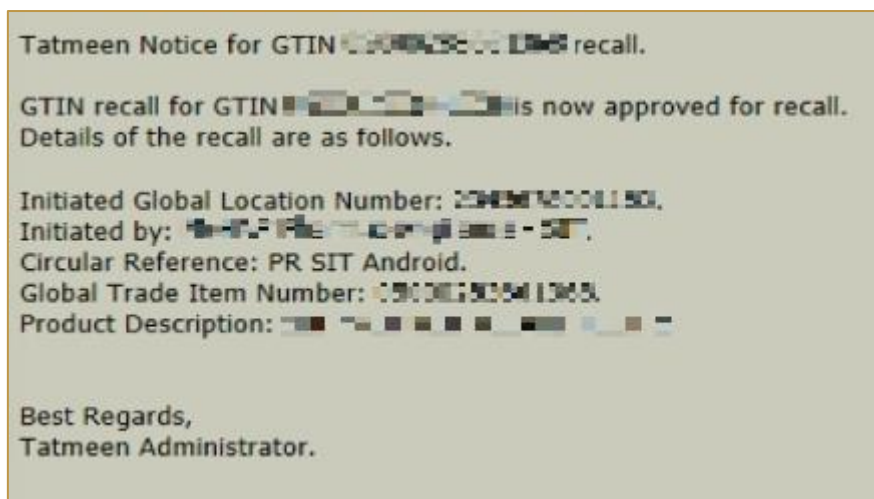 Tatmeen Notice for GTIN recall.
GTIN recall for GTIN is now approved for recall.
Details of the recall are as follows.
Initiated Global Location Number:
Initiated by:
Circular Reference: PR SIT Android.
Global Trade Item Number:
Product Description:
Best Regards,
Tatmeen Administrator.